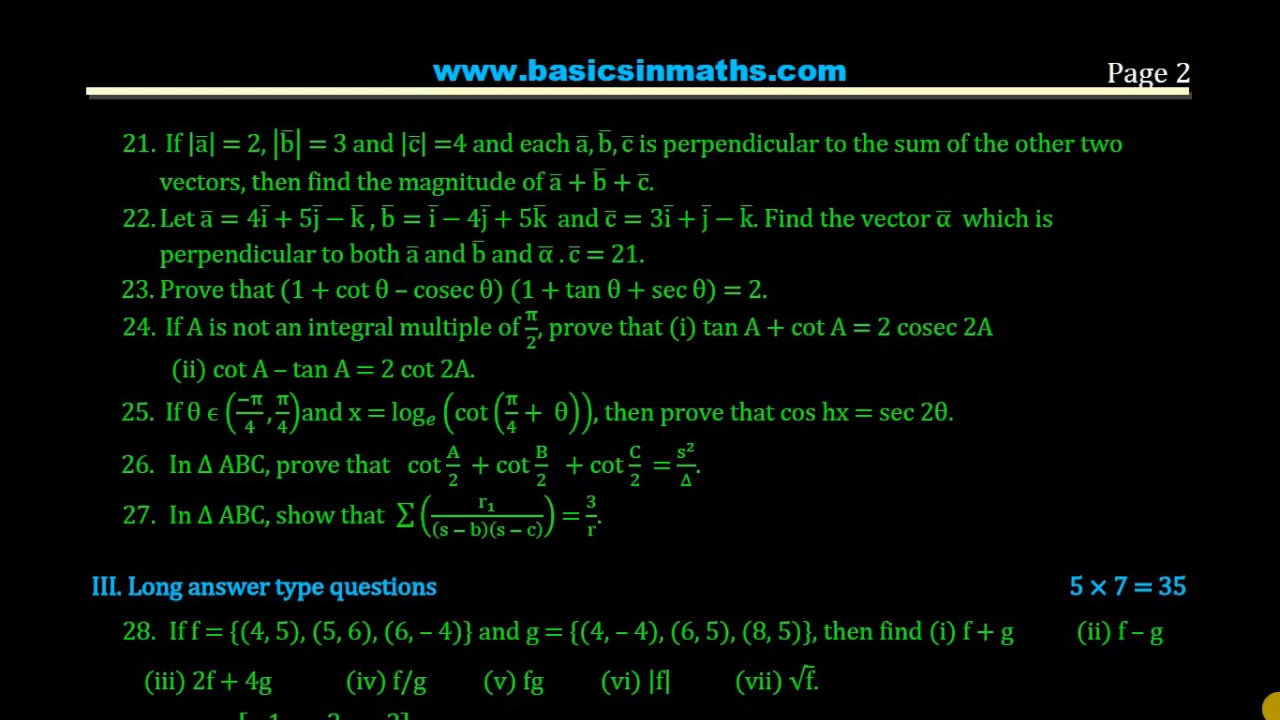 www.basicsinmaths.com
Page 2
21. If |a̅| = 2, |b̅| = 3 and |c̅| =4 and each a̅, b̅, c̅ is perpendicular to the sum of the other two
vectors, then find the magnitude of a̅ + b̅ + c̅.
22. Let a̅ = 4i̅ + 5j̅ − k̅ , b̅ = i̅ − 4j̅ + 5k̅ and c̅ = 3i̅ + j̅ − k̅. Find the vector α̅ which is
perpendicular to both a̅ and b̅ and α̅ . c̅ = 21.
23. Prove that (1 + cot θ – cosec θ) (1 + tan θ + sec θ) = 2.
24. If A is not an integral multiple of π/2, prove that (i) tan A + cot A = 2 cosec 2A
(ii) cot A – tan A = 2 cot 2A.
25. If θ ϵ (−π/4, π/4) and x = logₑ (cot (π/4 + θ)), then prove that cos hx = sec 2θ.
26. In Δ ABC, prove that cot A/2 + cot B/2 + cot C/2 = s²/Δ.
27. In Δ ABC, show that Σ (r₁/(s – b)(s – c)) = 3/r.
III. Long answer type questions 5 × 7 = 35
28. If f = {(4, 5), (5, 6), (6, – 4)} and g = {(4, – 4), (6, 5), (8, 5)}, then find (i) f + g (ii) f – g
(iii) 2f + 4g (iv) f/g (v) fg (vi) |f| (vii) √f.